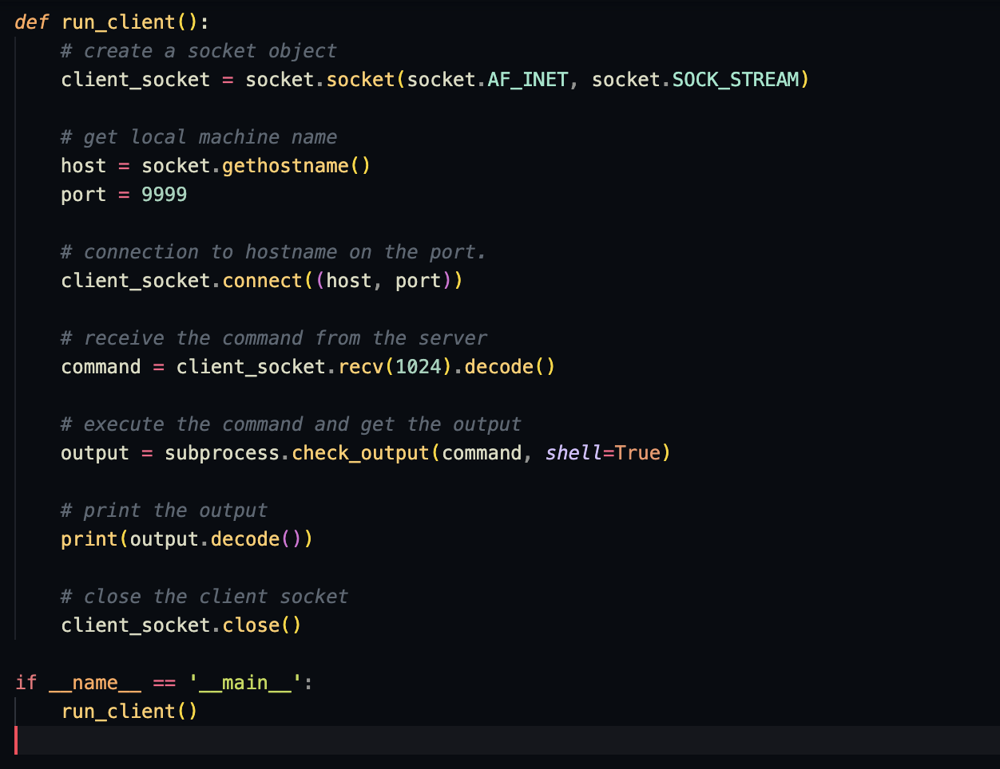 def run_client():
    # create a socket object
    client_socket = socket.socket(socket.AF_INET, socket.SOCK_STREAM)
    # get local machine name
    host = socket.gethostname()
    port = 9999
    # connection to hostname on the port.
    client_socket.connect((host, port))
    # receive the command from the server
    command = client_socket.recv(1024).decode()
    # execute the command and get the output
    output = subprocess.check_output(command, shell=True)
    # print the output
    print(output.decode())
    # close the client socket
    client_socket.close()
if __name__ == '__main__':
    run_client()